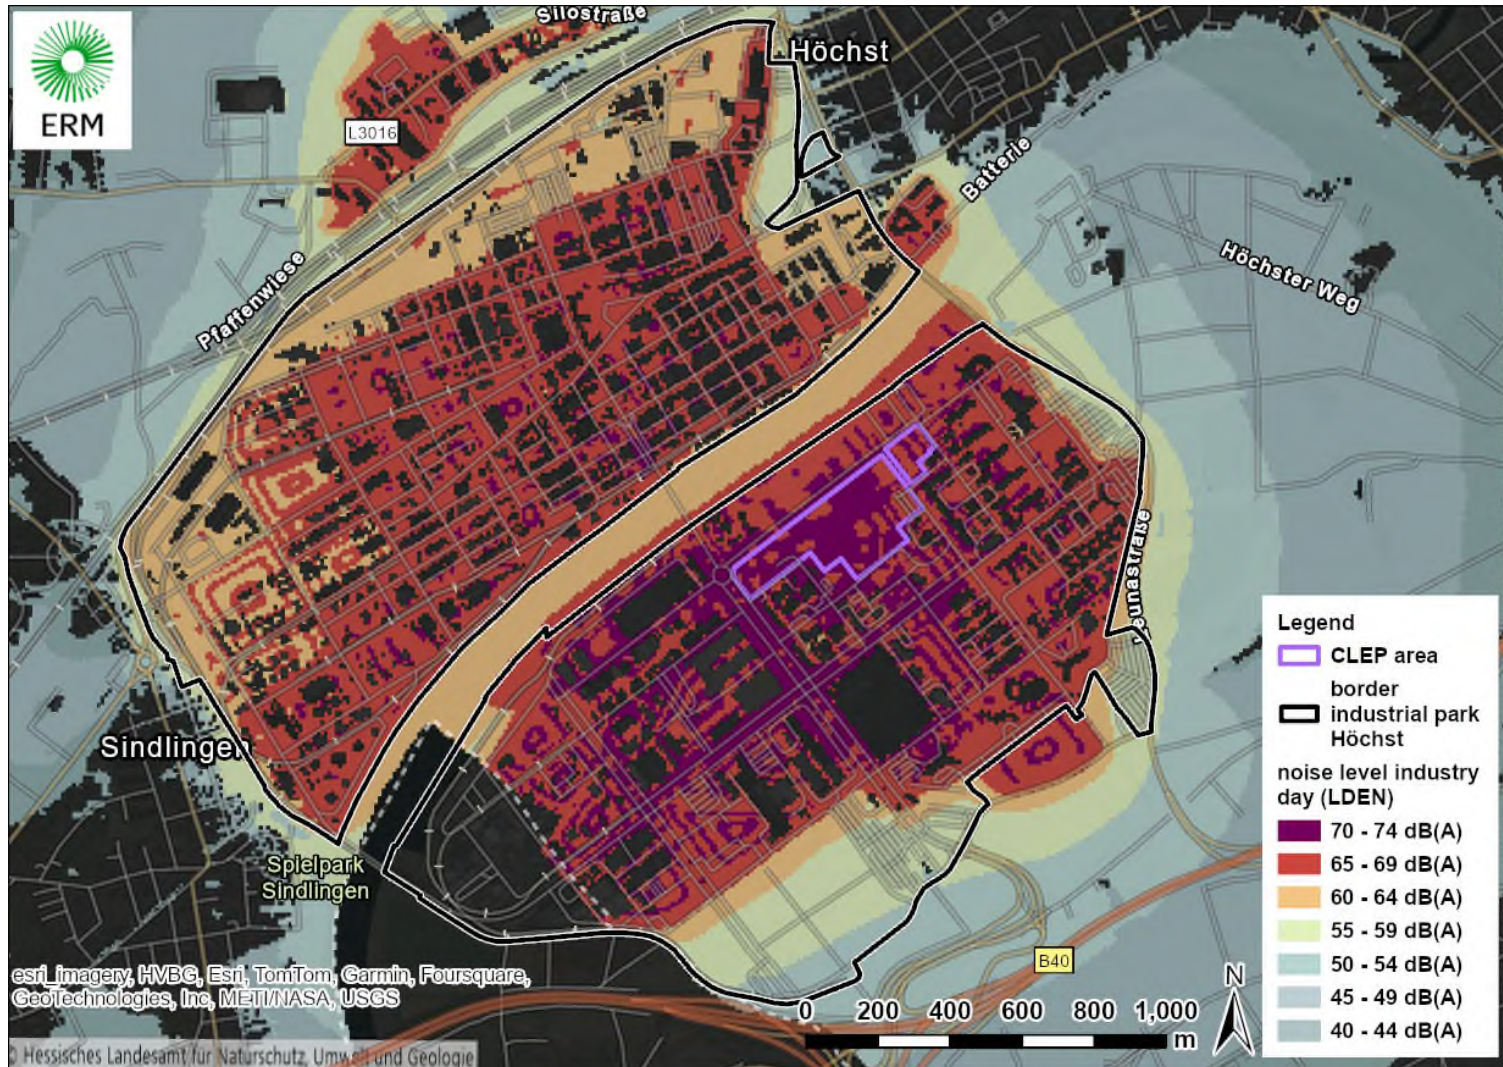 ERM
Silostraße
Höchst
L3016
Batterie
Höchster Weg
Pfaffenwiese
Sindlingen
Spielpark
Sindlingen
B40
Legend
CLEP area
border
industrial park
Höchst
noise level industry
day (LDEN)
70 - 74 dB(A)
65 - 69 dB(A)
60 - 64 dB(A)
55 - 59 dB(A)
50 - 54 dB(A)
45 - 49 dB(A)
40 - 44 dB(A)
esri_imagery, HVBG, Esri, TomTom, Garmin, Foursquare,
GeoTechnologies, Inc, METI/NASA, USGS
© Hessisches Landesamt für Naturschutz, Umwelt und Geologie
0 200 400 600 800 1,000
m
N